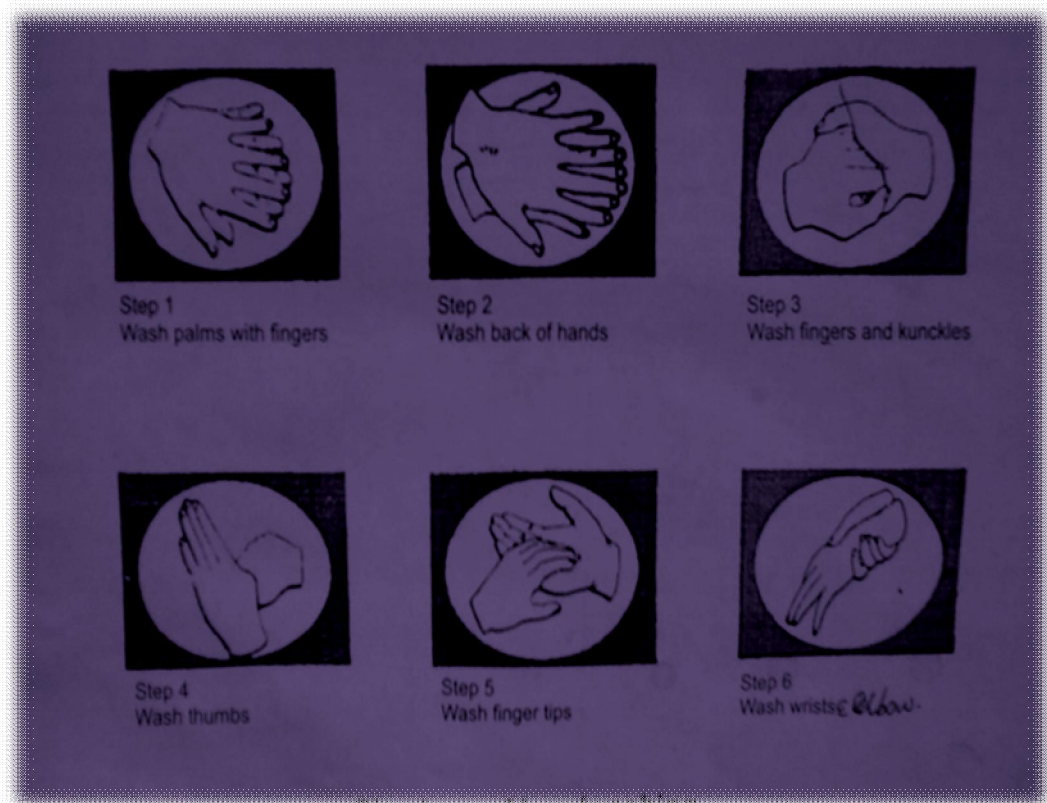 Step 1
Wash palms with fingers
Step 2
Wash back of hands
Step 3
Wash fingers and kunckles
Step 4
Wash thumbs
Step 5
Wash finger tips
Step 6
Wash wrists & elbow.